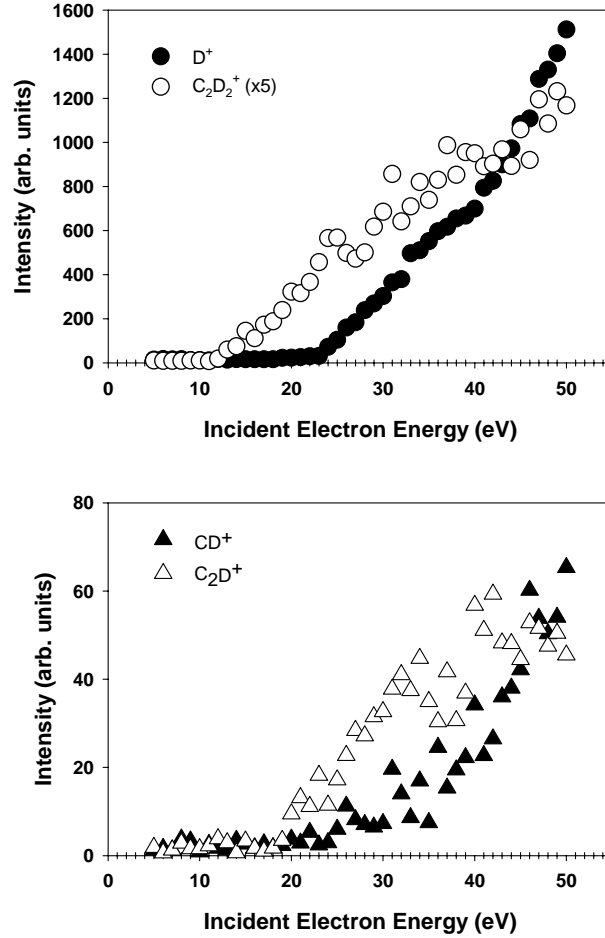 1600
1400
1200
1000
800
600
400
200
0
Intensity (arb. units)
D⁺
C₂D₂⁺ (x5)
0 10 20 30 40 50
Incident Electron Energy (eV)
80
60
40
20
0
Intensity (arb. units)
CD⁺
C₂D⁺
0 10 20 30 40 50
Incident Electron Energy (eV)